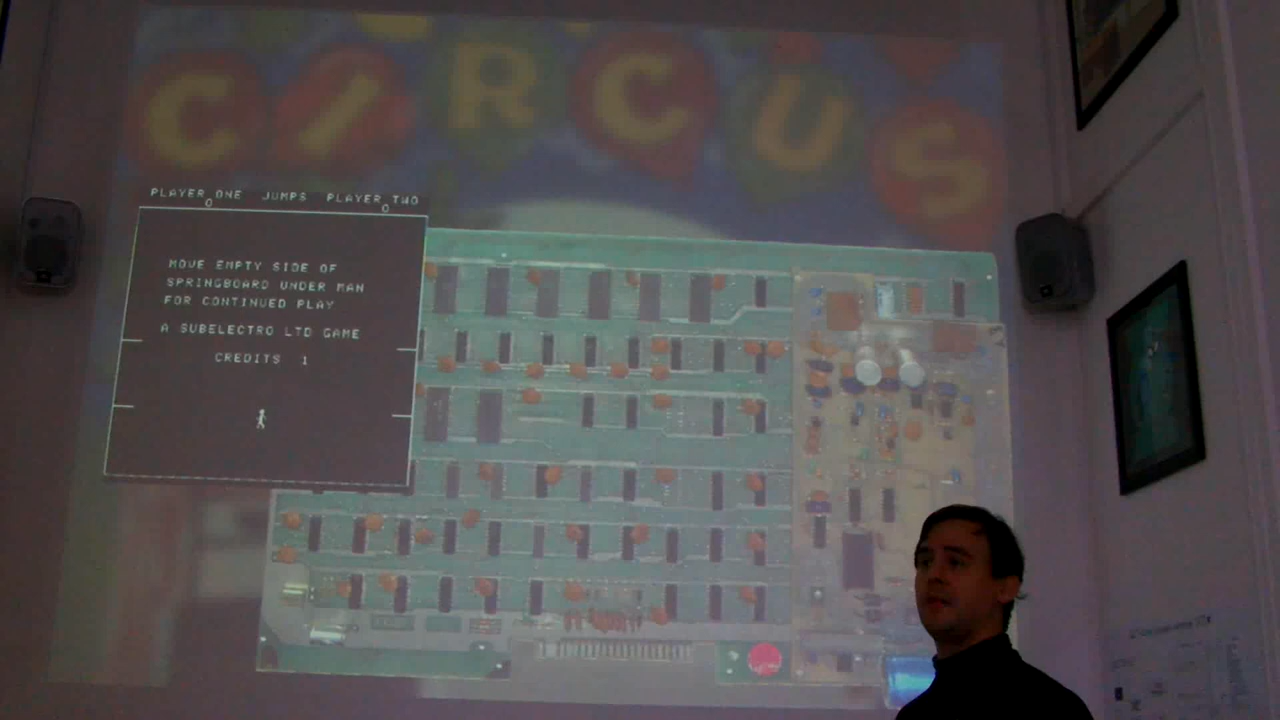 CIRCUS
PLAYER ONE JUMPS PLAYER TWO
0 0
MOVE EMPTY SIDE OF
SPRINGBOARD UNDER MAN
FOR CONTINUED PLAY
A SUBELECTRO LTD GAME
CREDITS 1